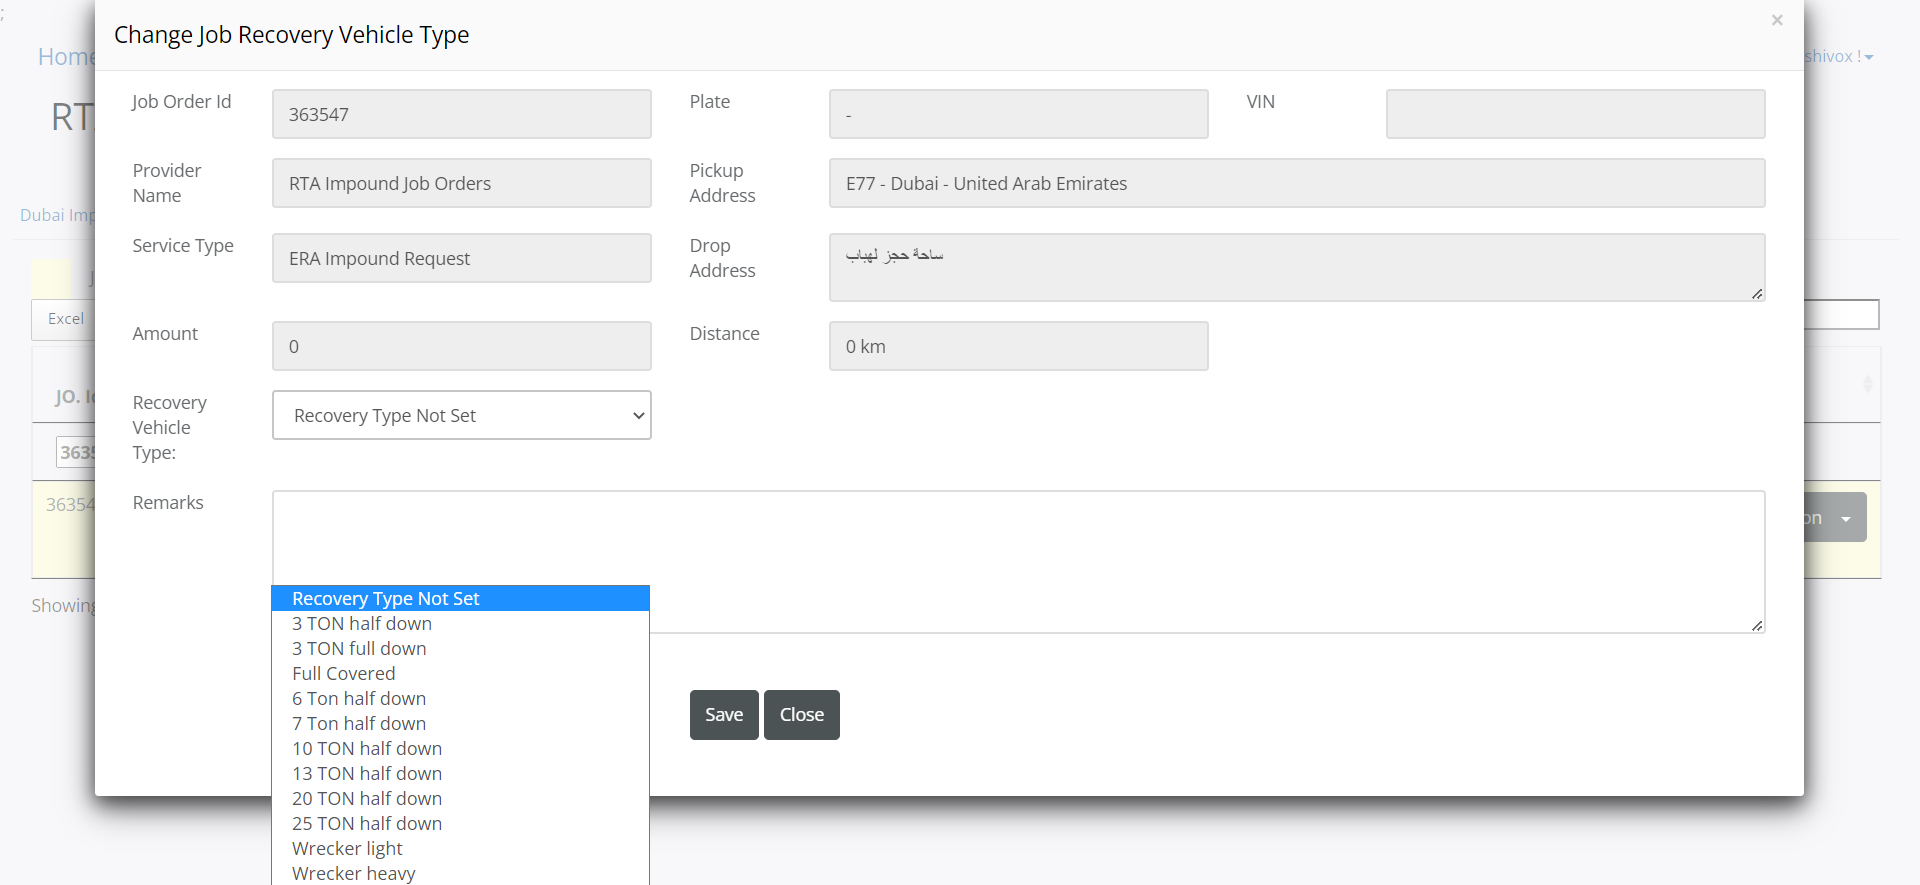 ;
Change Job Recovery Vehicle Type
×
Home
shivox !
RT
Job Order Id
363547
Plate
-
VIN
Provider
Name
RTA Impound Job Orders
Pickup
Address
E77 - Dubai - United Arab Emirates
Dubai Imp
Service Type
ERA Impound Request
Drop
Address
ساحة حجز لهباب
Excel
Amount
0
Distance
0 km
JO. Id
Recovery
Vehicle
Type:
Recovery Type Not Set
3635
36354
Remarks
on
Showing
Recovery Type Not Set
3 TON half down
3 TON full down
Full Covered
6 Ton half down
7 Ton half down
10 TON half down
13 TON half down
20 TON half down
25 TON half down
Wrecker light
Wrecker heavy
Save
Close